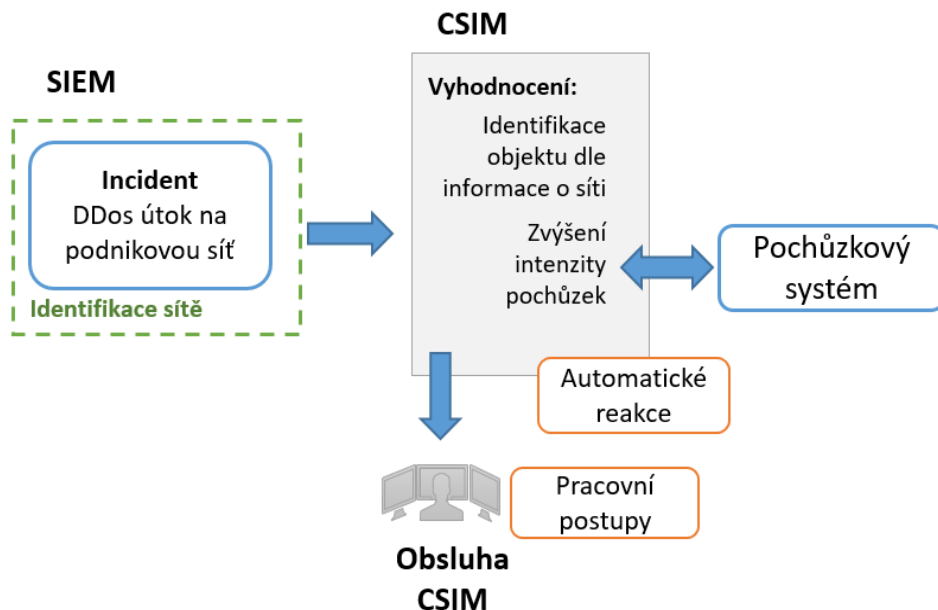 CSIM
SIEM
Vyhodnocení:
Identifikace
objektu dle
informace o síti
Zvýšení
intenzity
pochůzek
Incident
DDos útok na
podnikovou síť
Identifikace sítě
Pochůzkový
systém
Automatické
reakce
Pracovní
postupy
Obsluha
CSIM